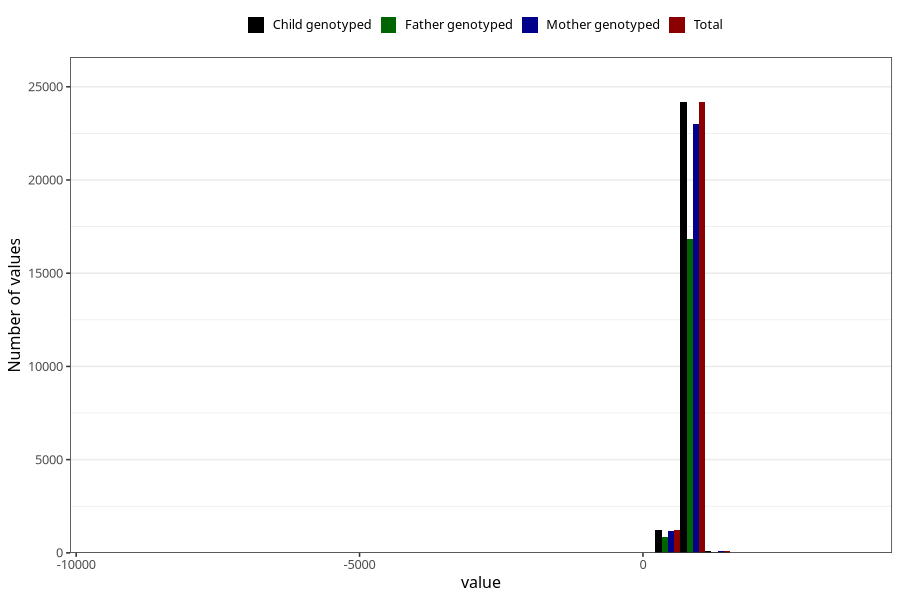 Child genotyped Father genotyped Mother genotyped Total
Number of values
25000
20000
15000
10000
5000
0
-10000 -5000 0
value